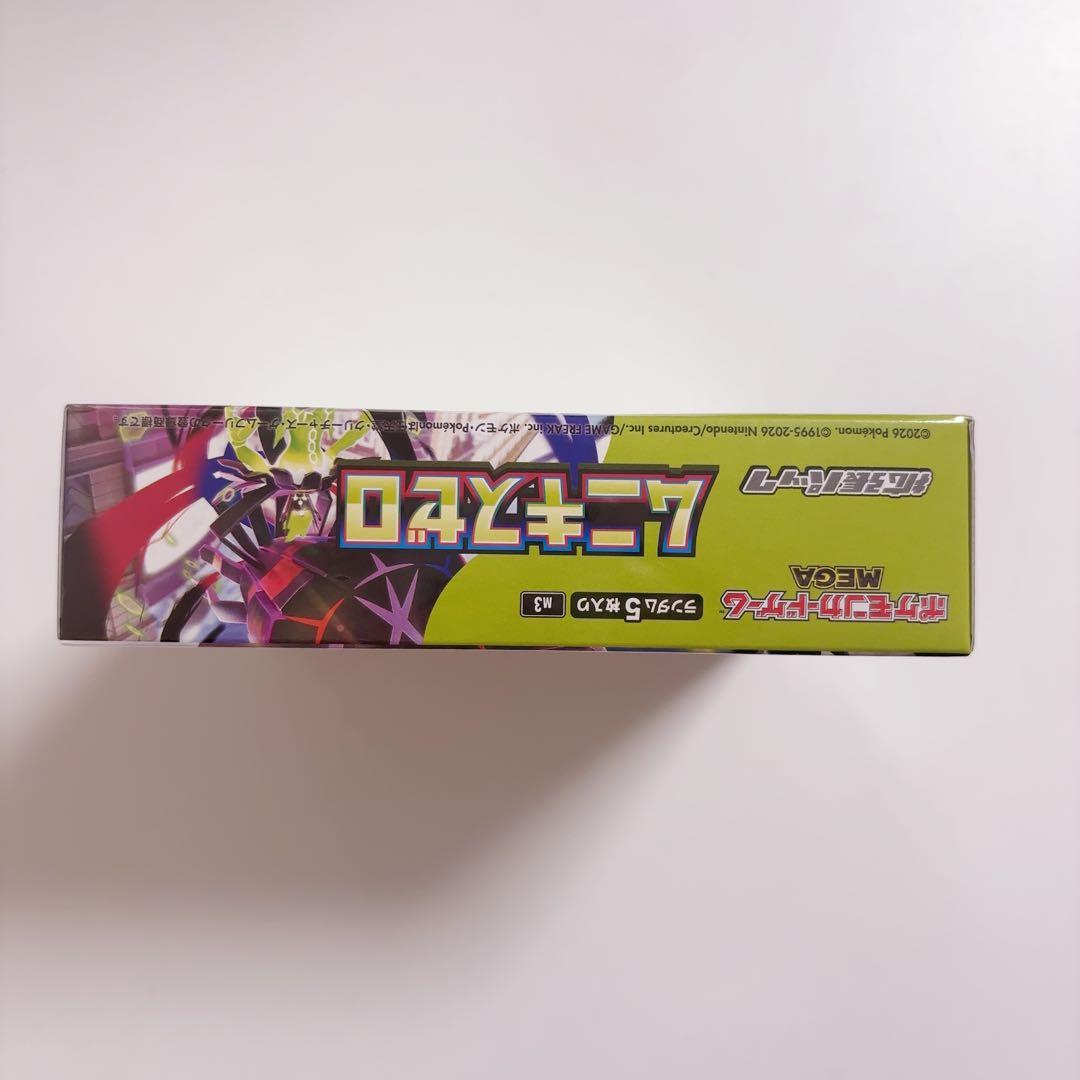 ポケモンカードゲーム™
MEGA
拡張パック
ランダム5枚入り
M3
ムニキスゼロ
©2026 Pokémon. ©1995-2026 Nintendo/Creatures Inc./GAME FREAK inc. ポケモン・Pokémonは任天堂・クリーチャーズ・ゲームフリークの登録商標です。